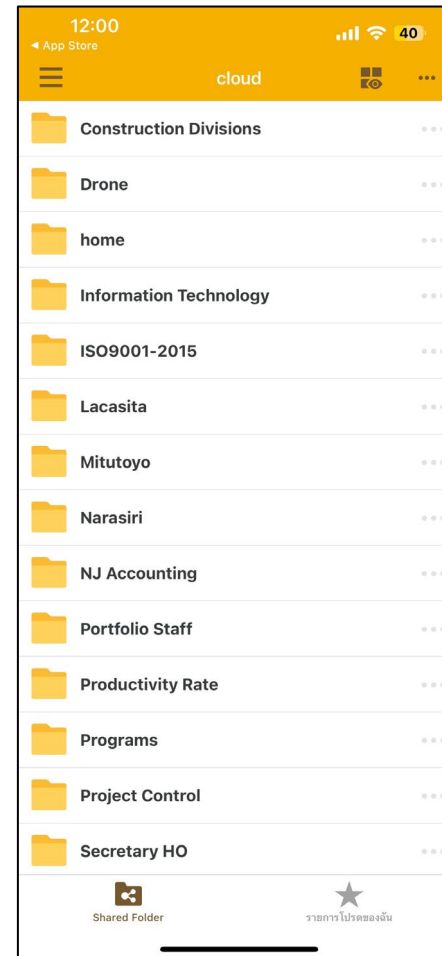 12:00
◀ App Store
40
cloud
Construction Divisions
Drone
home
Information Technology
ISO9001-2015
Lacasita
Mitutoyo
Narasiri
NJ Accounting
Portfolio Staff
Productivity Rate
Programs
Project Control
Secretary HO
Shared Folder
รายการโปรดของฉัน